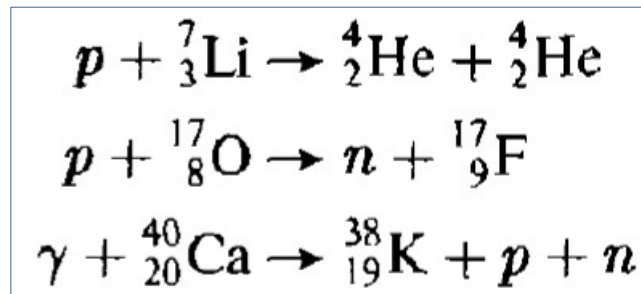 p + ⁷₃Li → ⁴₂He + ⁴₂He
p + ¹⁷₈O → n + ¹⁷₉F
γ + ⁴⁰₂₀Ca → ³⁸₁₉K + p + n